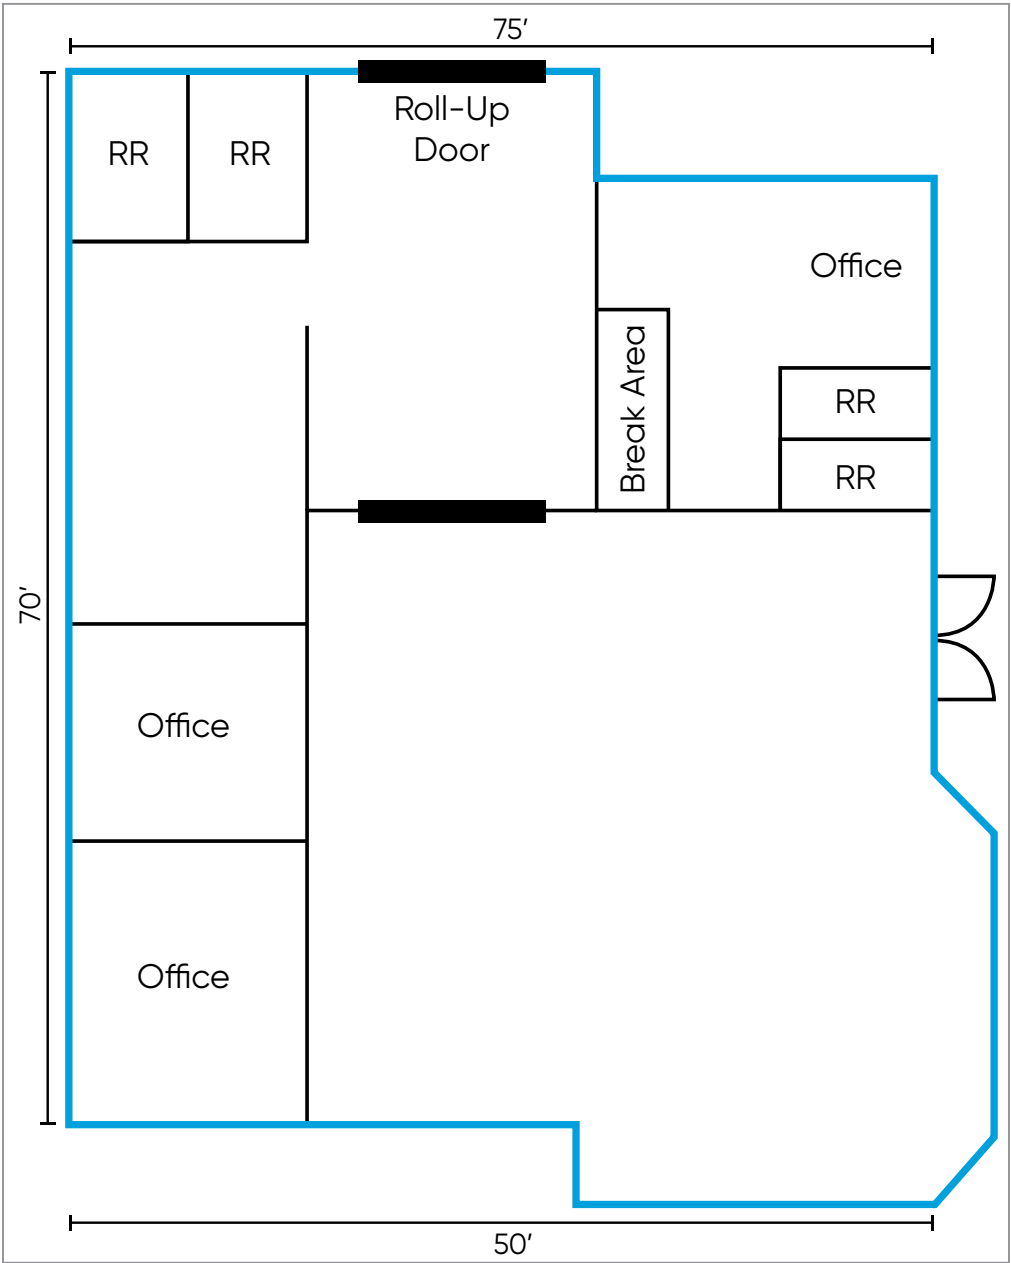 75'
Roll-Up
Door
RR
RR
Office
Break Area
RR
RR
70'
Office
Office
50'